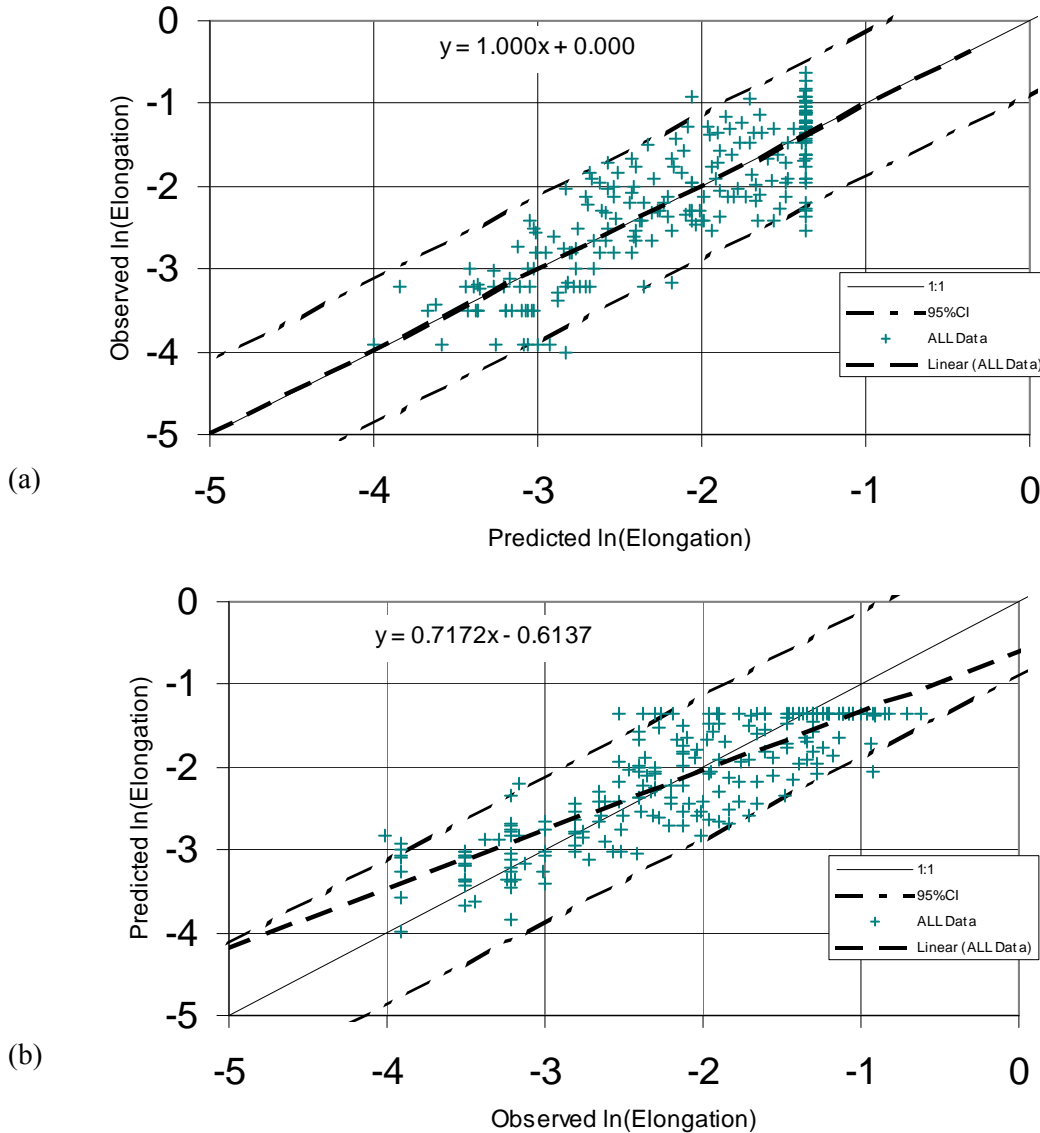 0
-1
-2
-3
-4
-5
Observed ln(Elongation)
y = 1.000x + 0.000
1:1
95%CI
ALL Data
Linear (ALL Data)
(a)
-5 -4 -3 -2 -1 0
Predicted ln(Elongation)
0
-1
-2
-3
-4
-5
Predicted ln(Elongation)
y = 0.7172x - 0.6137
1:1
95%CI
ALL Data
Linear (ALL Data)
(b)
-5 -4 -3 -2 -1 0
Observed ln(Elongation)